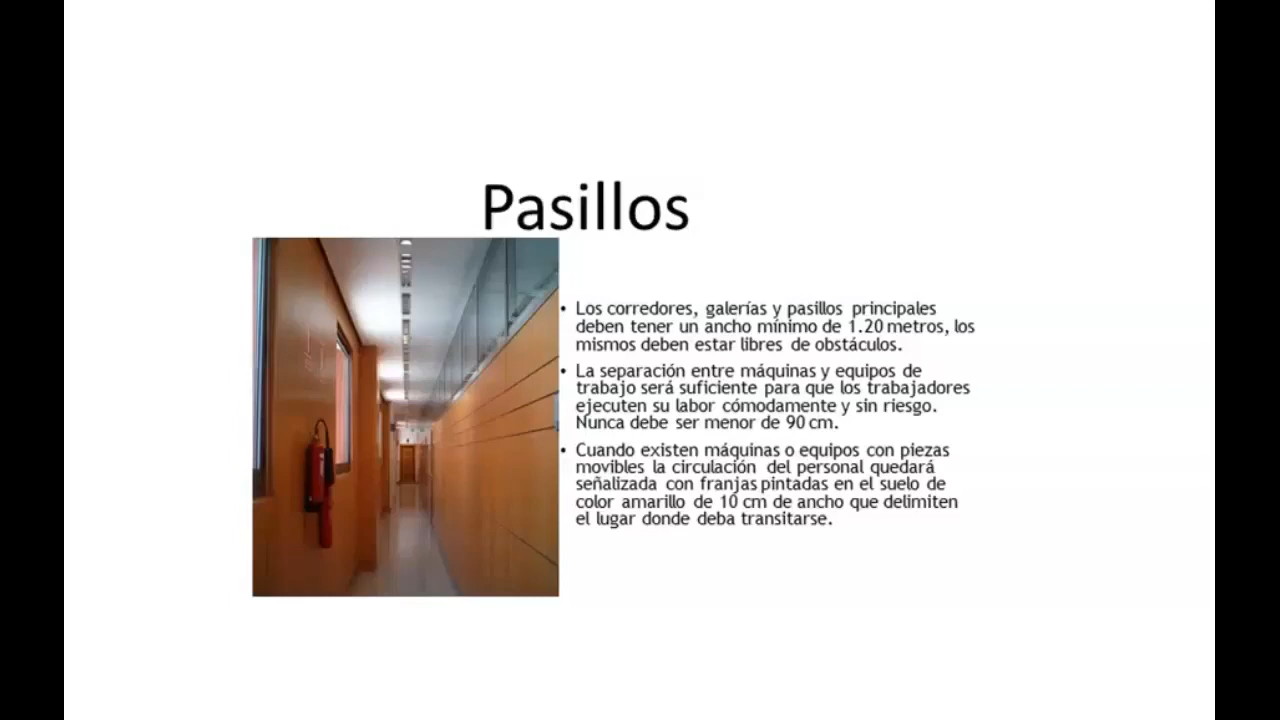 Pasillos
• Los corredores, galerías y pasillos principales
deben tener un ancho mínimo de 1.20 metros, los
mismos deben estar libres de obstáculos.
• La separación entre máquinas y equipos de
trabajo será suficiente para que los trabajadores
ejecuten su labor cómodamente y sin riesgo.
Nunca debe ser menor de 90 cm.
• Cuando existen máquinas o equipos con piezas
movibles la circulación del personal quedará
señalizada con franjas pintadas en el suelo de
color amarillo de 10 cm de ancho que delimiten
el lugar donde deba transitarse.